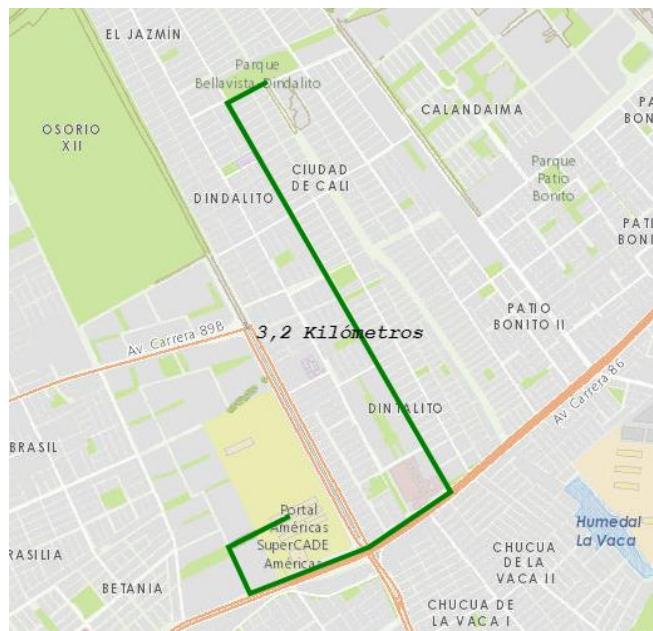 EL JAZMÍN
Parque
Bellavista Dindalito
CALANDAIMA
PA
BON
OSORIO
XII
CIUDAD
DE CALI
Parque
Patio
Bonito
DINDALITO
PATI
BONI
PATIO
BONITO II
3,2 Kilómetros
Av. Carrera 89B
Av. Carrera 86
DINTALITO
BRASIL
Portal
Américas
SuperCADE
Américas
Humedal
La Vaca
RASILIA
CHUCUA
DE LA
VACA II
BETANIA
CHUCUA DE
LA VACA I